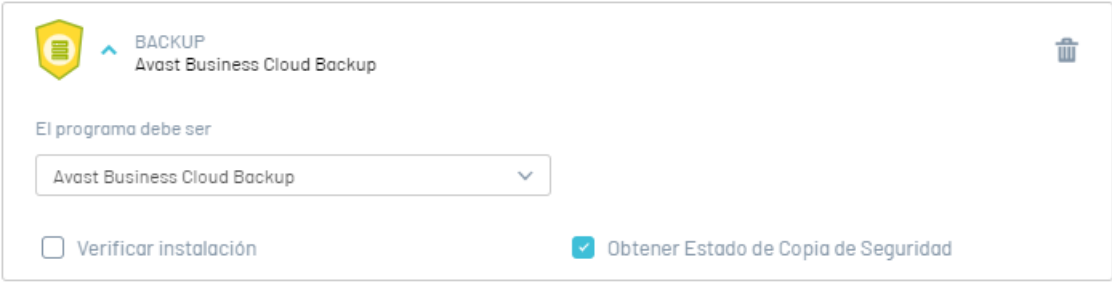 BACKUP
Avast Business Cloud Backup
El programa debe ser
Avast Business Cloud Backup
Verificar instalación
Obtener Estado de Copia de Seguridad